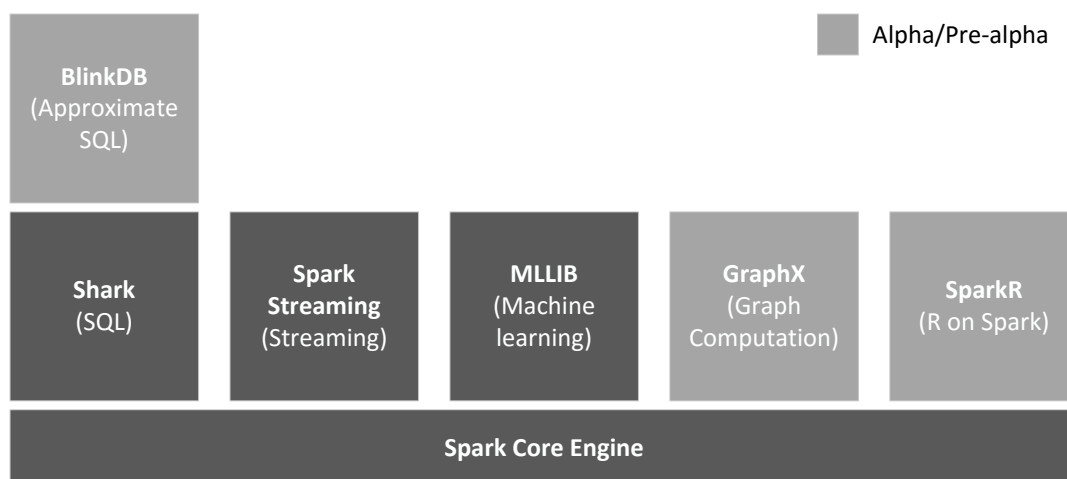 Alpha/Pre-alpha
BlinkDB
(Approximate
SQL)
Shark
(SQL)
Spark
Streaming
(Streaming)
MLLIB
(Machine
learning)
GraphX
(Graph
Computation)
SparkR
(R on Spark)
Spark Core Engine